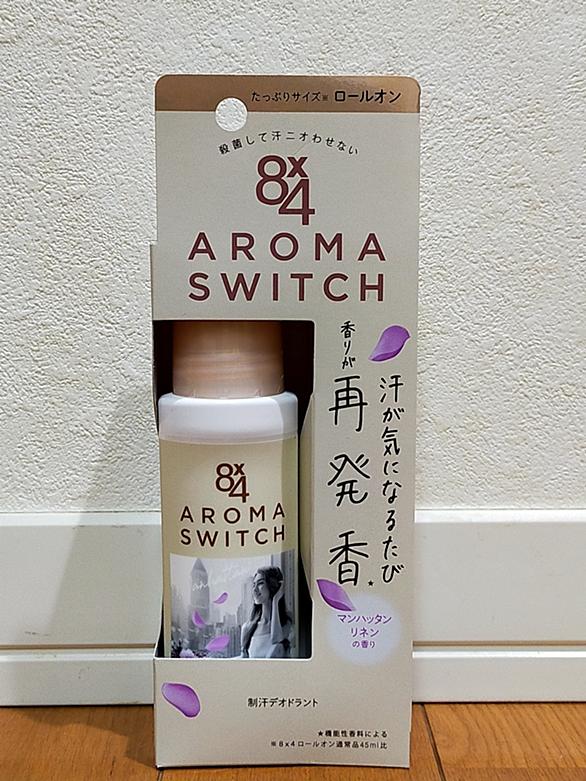 たっぷりサイズ※ ロールオン
殺菌して汗ニオわせない
8x4
AROMA
SWITCH
汗が気になるたび
香りが
再発香★
マンハッタン
リネン
の香り
8x4
AROMA
SWITCH
制汗デオドラント
★機能性香料による
※8x4ロールオン通常品45ml比